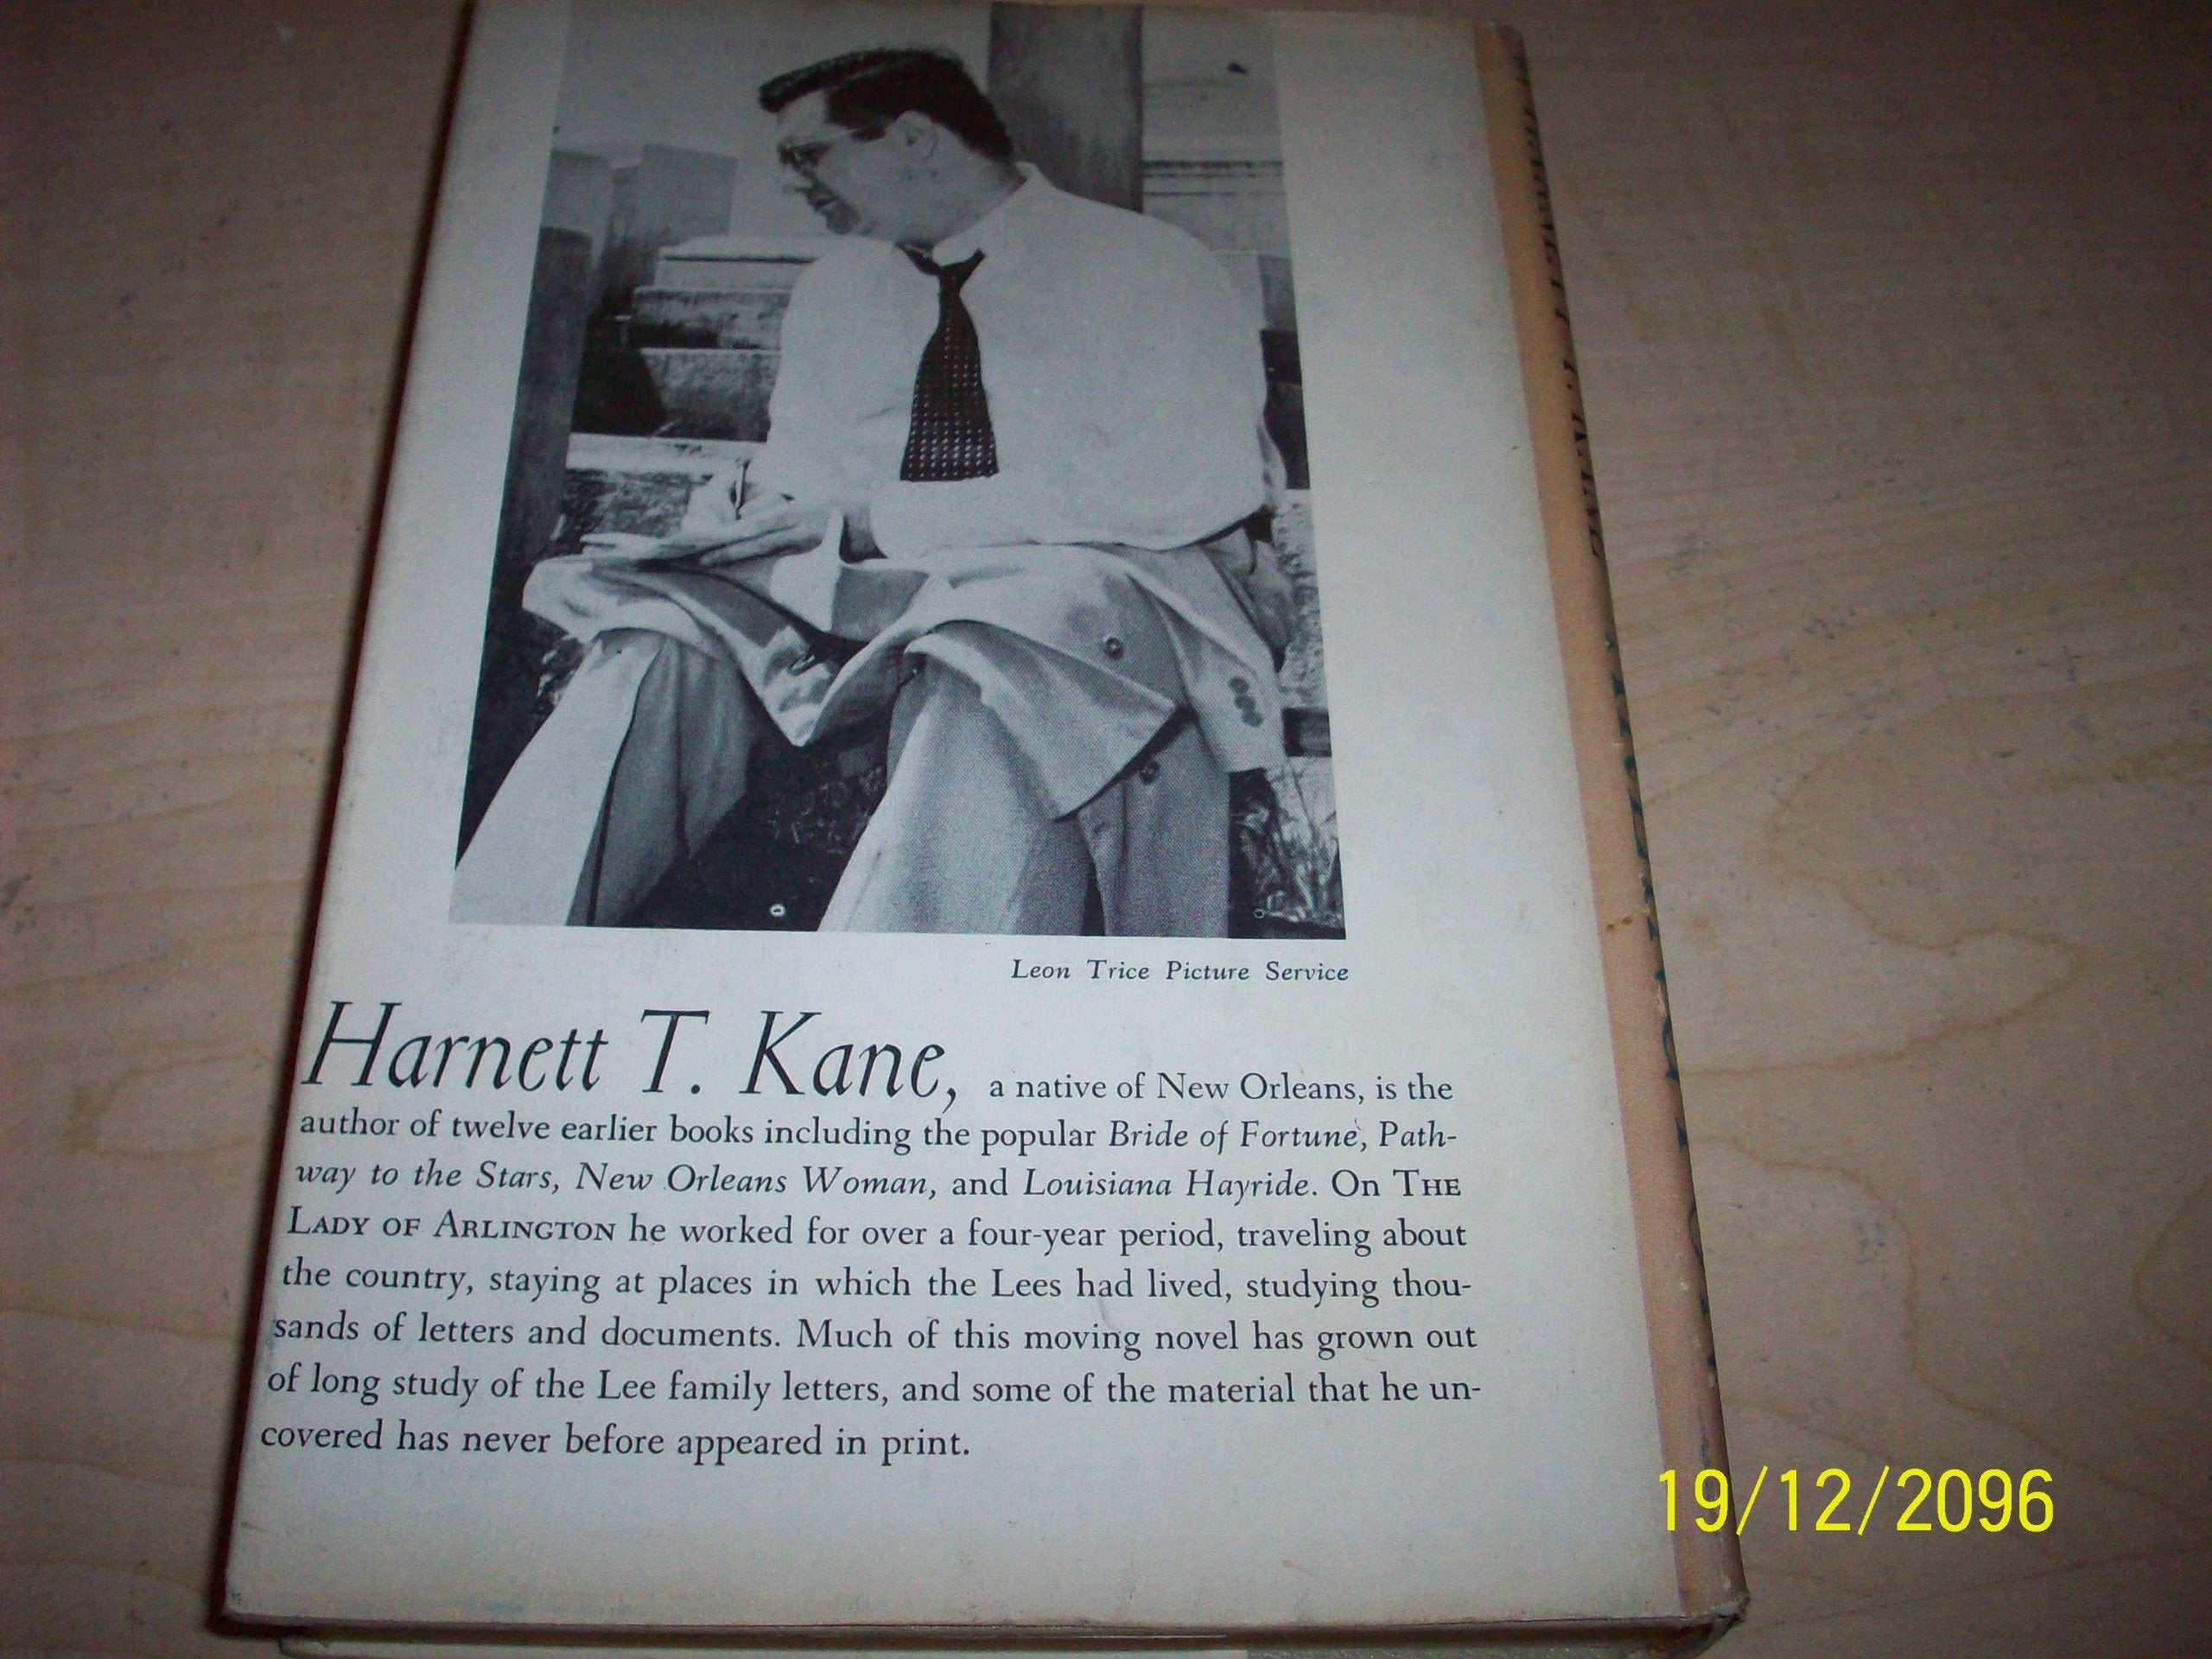 Leon Trice Picture Service
Harnett T. Kane, a native of New Orleans, is the
author of twelve earlier books including the popular Bride of Fortune, Path-
way to the Stars, New Orleans Woman, and Louisiana Hayride. On THE
LADY OF ARLINGTON he worked for over a four-year period, traveling about
the country, staying at places in which the Lees had lived, studying thou-
sands of letters and documents. Much of this moving novel has grown out
of long study of the Lee family letters, and some of the material that he un-
covered has never before appeared in print.
19/12/2096